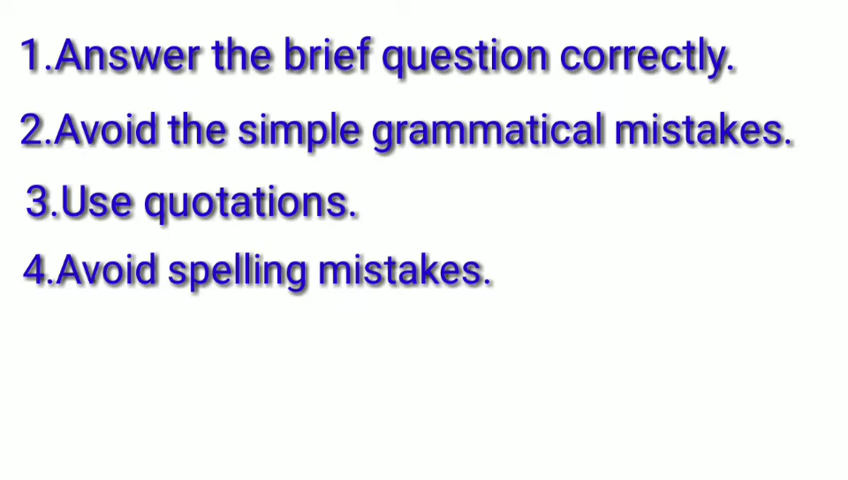 1.Answer the brief question correctly.
2.Avoid the simple grammatical mistakes.
3.Use quotations.
4.Avoid spelling mistakes.